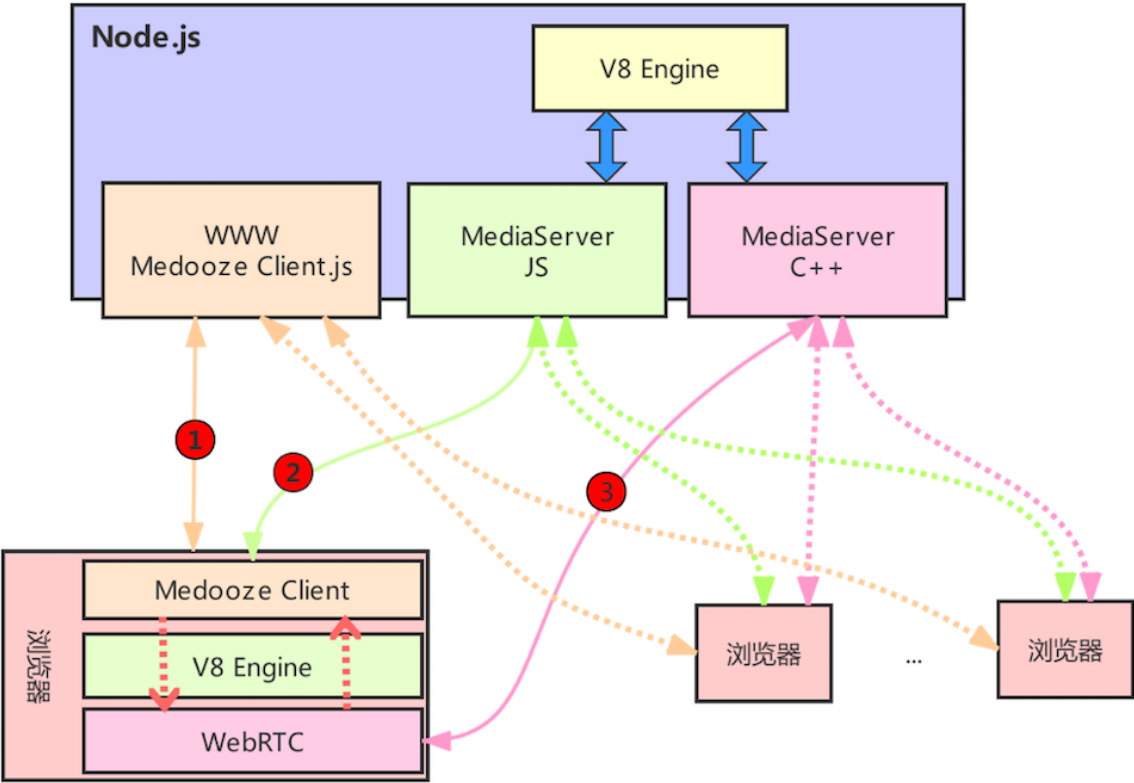 Node.js
V8 Engine
WWW
Medooze Client.js
MediaServer
JS
MediaServer
C++
1
2
3
浏览器
Medooze Client
V8 Engine
WebRTC
浏览器
...
浏览器